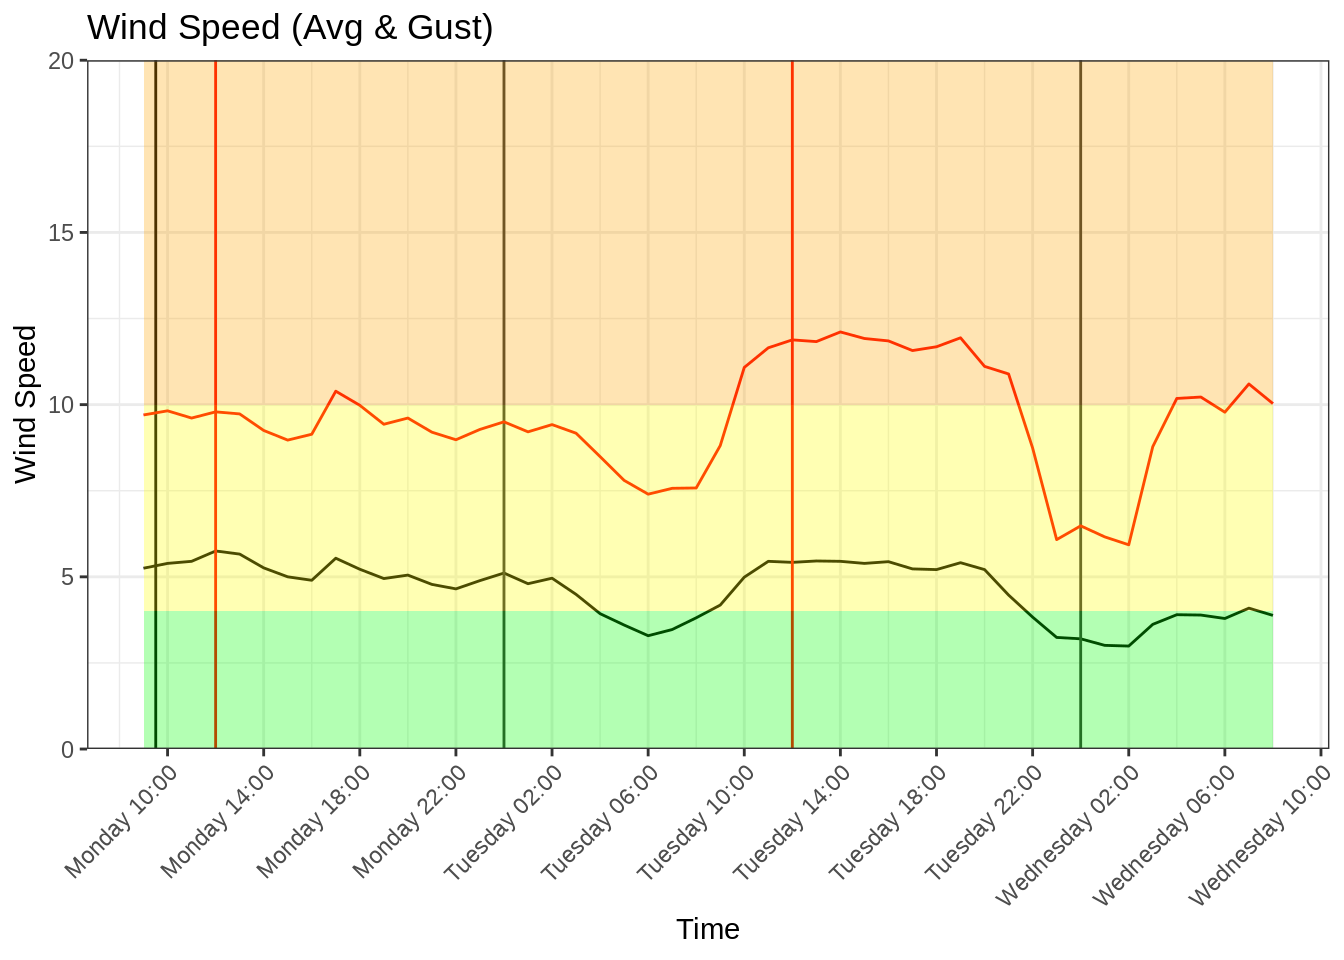 Wind Speed (Avg & Gust)
20
15
10
5
0
Wind Speed
Monday 10:00
Monday 14:00
Monday 18:00
Monday 22:00
Tuesday 02:00
Tuesday 06:00
Tuesday 10:00
Tuesday 14:00
Tuesday 18:00
Tuesday 22:00
Wednesday 02:00
Wednesday 06:00
Wednesday 10:00
Time